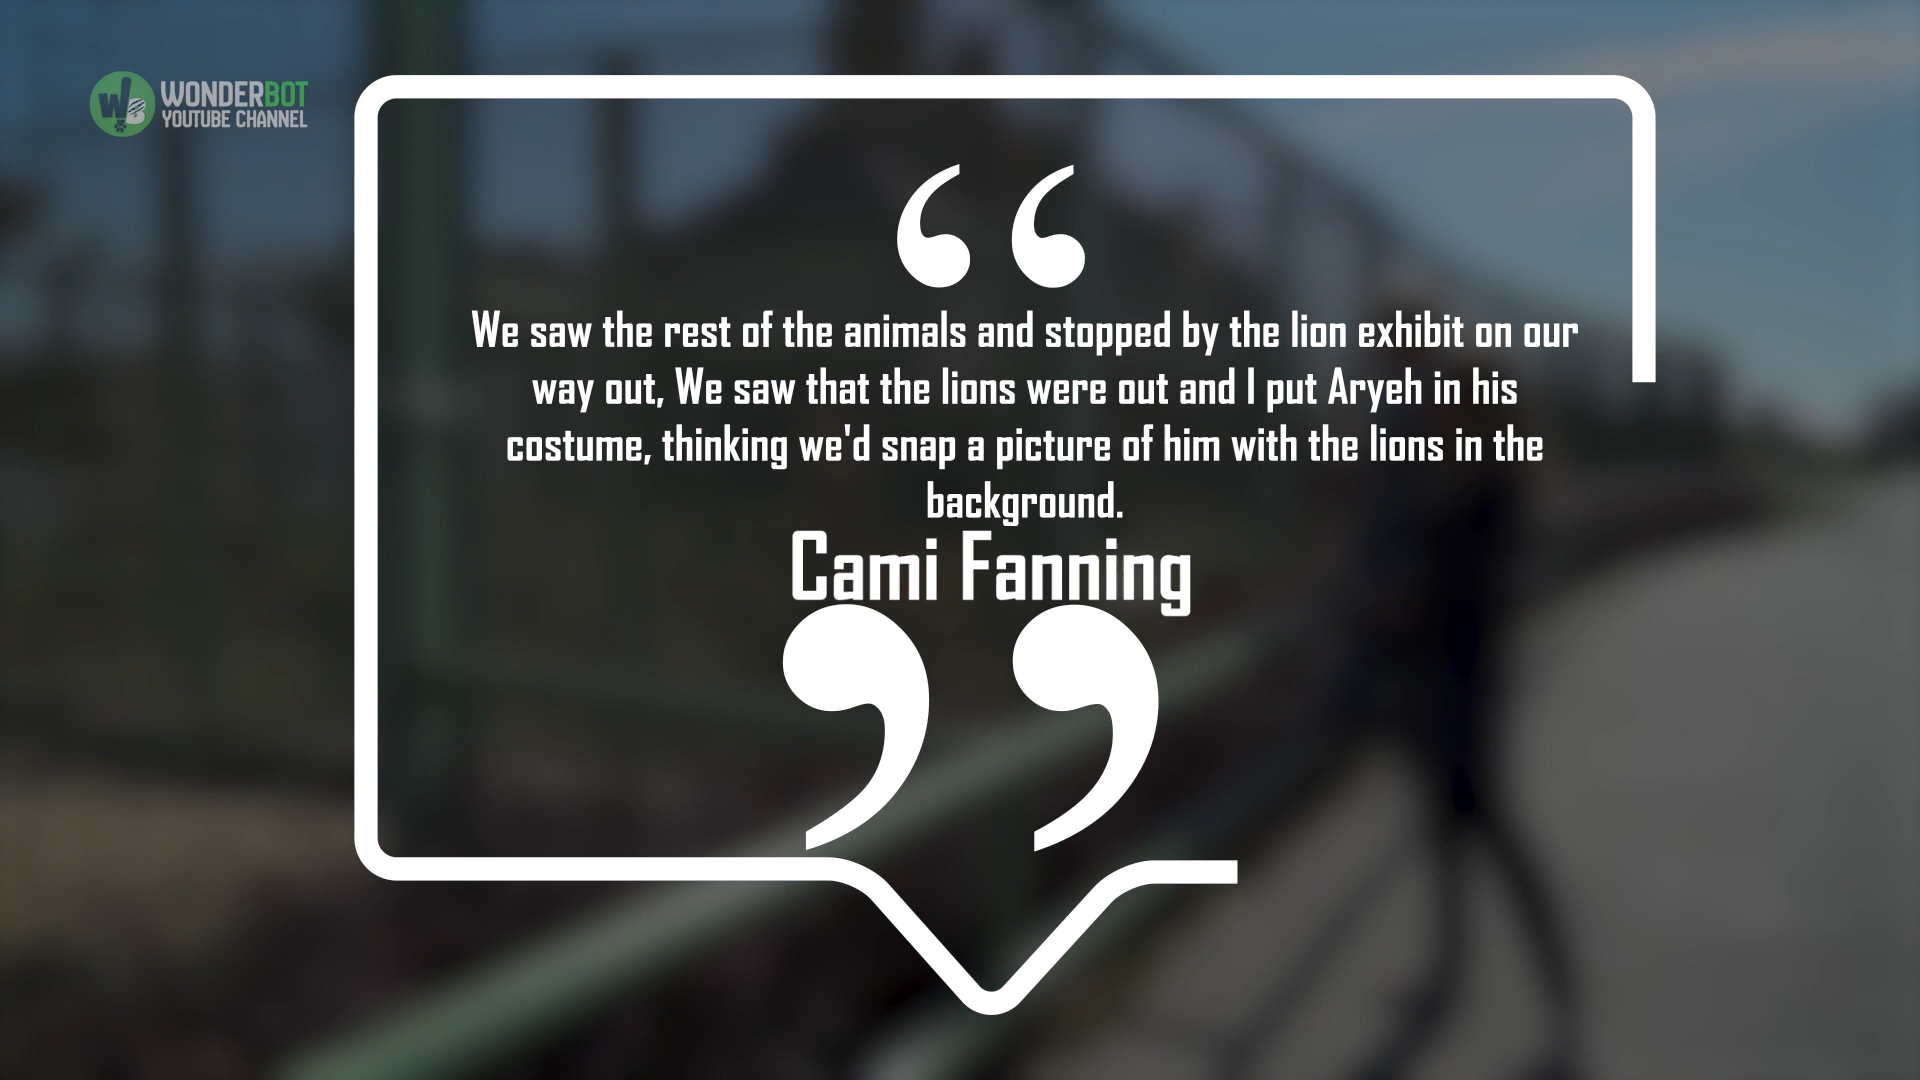 WONDERBOT
YOUTUBE CHANNEL
We saw the rest of the animals and stopped by the lion exhibit on our
way out, We saw that the lions were out and I put Aryeh in his
costume, thinking we'd snap a picture of him with the lions in the
background.
Cami Fanning